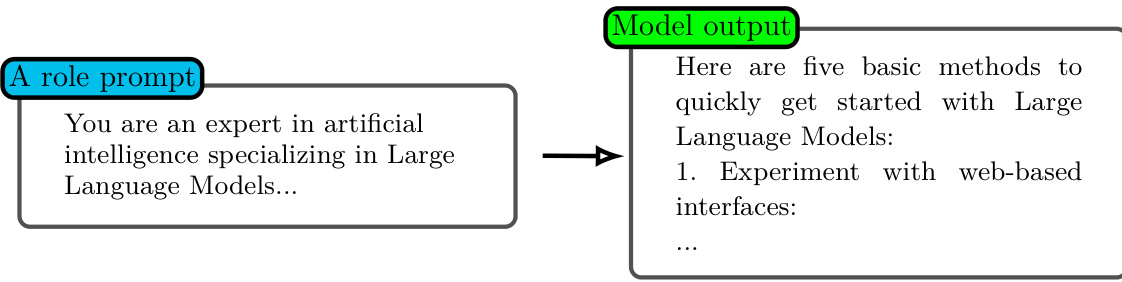 A role prompt
You are an expert in artificial
intelligence specializing in Large
Language Models...
Model output
Here are five basic methods to
quickly get started with Large
Language Models:
1. Experiment with web-based
interfaces:
...